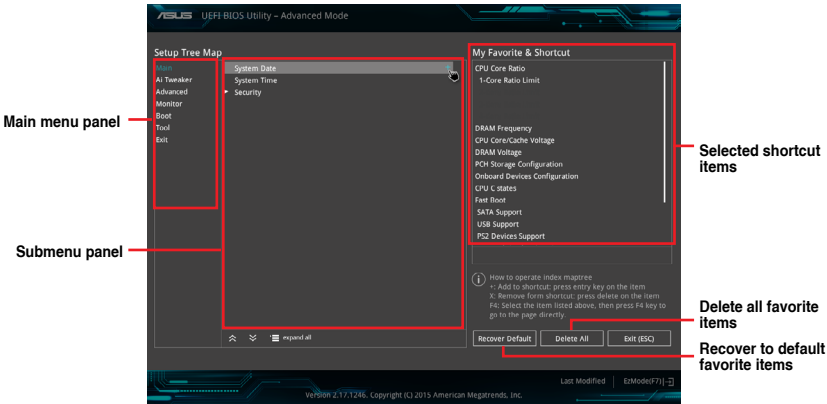 ASUS UEFI BIOS Utility – Advanced Mode
Setup Tree Map
Main
Ai Tweaker
Advanced
Monitor
Boot
Tool
Exit
System Date
System Time
Security
expand all
My Favorite & Shortcut
CPU Core Ratio
1-Core Ratio Limit
DRAM Frequency
CPU Core/Cache Voltage
DRAM Voltage
PCH Storage Configuration
Onboard Devices Configuration
CPU C states
Fast Boot
SATA Support
USB Support
PS2 Devices Support
How to operate index maptree
+: Add to shortcut: press entry key on the item
X: Remove form shortcut: press delete on the item
F4: Select the item listed above, then press F4 key to
go to the page directly.
Recover Default
Delete All
Exit (ESC)
Last Modified
EzMode(F7)
Version 2.17.1246. Copyright (C) 2015 American Megatrends, Inc.
Main menu panel
Submenu panel
Selected shortcut
items
Delete all favorite
items
Recover to default
favorite items